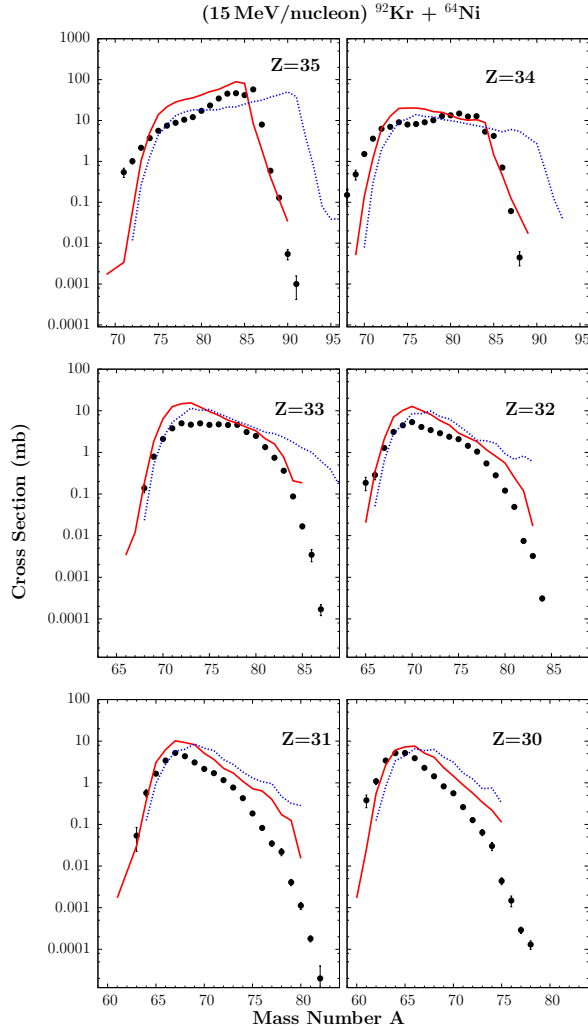 (15 MeV/nucleon) ⁹²Kr + ⁶⁴Ni
Cross Section (mb)
1000
100
10
1
0.1
0.01
0.001
0.0001
Z=35
70 75 80 85 90 95
Z=34
70 75 80 85 90 95
100
10
1
0.1
0.01
0.001
0.0001
Z=33
65 70 75 80 85
Z=32
65 70 75 80 85
100
10
1
0.1
0.01
0.001
0.0001
Z=31
60 65 70 75 80
Z=30
60 65 70 75 80
Mass Number A